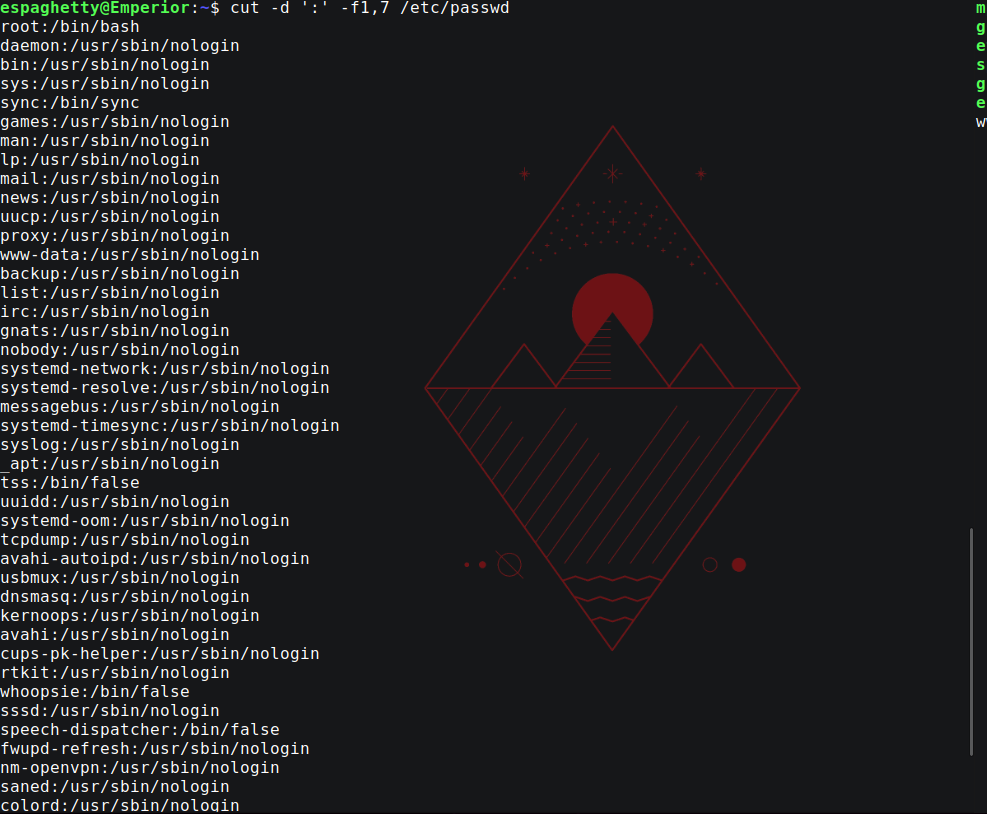 espaghetty@Emperior:~$ cut -d ':' -f1,7 /etc/passwd
root:/bin/bash
daemon:/usr/sbin/nologin
bin:/usr/sbin/nologin
sys:/usr/sbin/nologin
sync:/bin/sync
games:/usr/sbin/nologin
man:/usr/sbin/nologin
lp:/usr/sbin/nologin
mail:/usr/sbin/nologin
news:/usr/sbin/nologin
uucp:/usr/sbin/nologin
proxy:/usr/sbin/nologin
www-data:/usr/sbin/nologin
backup:/usr/sbin/nologin
list:/usr/sbin/nologin
irc:/usr/sbin/nologin
gnats:/usr/sbin/nologin
nobody:/usr/sbin/nologin
systemd-network:/usr/sbin/nologin
systemd-resolve:/usr/sbin/nologin
messagebus:/usr/sbin/nologin
systemd-timesync:/usr/sbin/nologin
syslog:/usr/sbin/nologin
_apt:/usr/sbin/nologin
tss:/bin/false
uuidd:/usr/sbin/nologin
systemd-oom:/usr/sbin/nologin
tcpdump:/usr/sbin/nologin
avahi-autoipd:/usr/sbin/nologin
usbmux:/usr/sbin/nologin
dnsmasq:/usr/sbin/nologin
kernoops:/usr/sbin/nologin
avahi:/usr/sbin/nologin
cups-pk-helper:/usr/sbin/nologin
rtkit:/usr/sbin/nologin
whoopsie:/bin/false
sssd:/usr/sbin/nologin
speech-dispatcher:/bin/false
fwupd-refresh:/usr/sbin/nologin
nm-openvpn:/usr/sbin/nologin
saned:/usr/sbin/nologin
colord:/usr/sbin/nologin
m
g
e
s
g
e